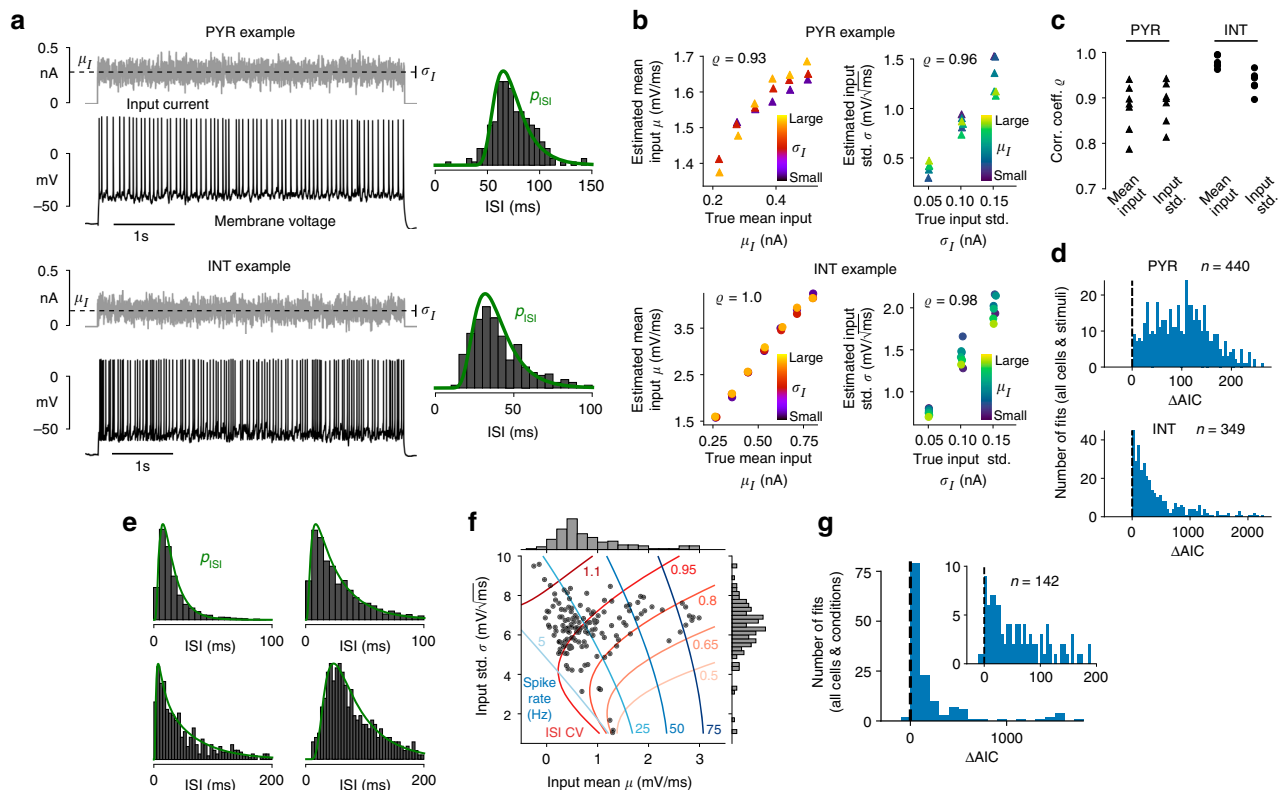 a
PYR example
0.5
μI
nA
0
σI
Input current
0
mV
–50
Membrane voltage
1s
pISI
0 50 100 150
ISI (ms)
INT example
0.5
μI
nA
0
σI
0
mV
–50
1s
pISI
0 50 100
ISI (ms)
b
PYR example
Estimated mean
input μ (mV/ms)
1.7
1.6
1.5
1.4
ϱ = 0.93
Large
σI
Small
0.2 0.4
True mean input
μI (nA)
Estimated input
std. σ (mV/√ms)
1.5
1.0
0.5
ϱ = 0.96
Large
μI
Small
0.05 0.10 0.15
True input std.
σI (nA)
INT example
Estimated mean
input μ (mV/ms)
3.5
2.5
1.5
ϱ = 1.0
Large
σI
Small
0.25 0.50 0.75
True mean input
μI (nA)
Estimated input
std. σ (mV/√ms)
2.0
1.5
1.0
ϱ = 0.98
Large
μI
Small
0.05 0.10 0.15
True input std.
σI (nA)
c
PYR INT
Corr. coeff. ϱ
1.0
0.9
0.8
0.7
Mean
input
Input
std.
Mean
input
Input
std.
d
PYR n = 440
Number of fits (all cells & stimuli)
20
10
0
0 100 200
ΔAIC
INT n = 349
40
20
0
0 1000 2000
ΔAIC
e
pISI
0 100
ISI (ms)
0 100
ISI (ms)
0 200
ISI (ms)
0 200
ISI (ms)
f
Input std. σ (mV/√ms)
10
8
6
4
2
1.1
0.95
0.8
0.65
0.5
5
Spike
rate
(Hz)
ISI CV
25
50
75
0 1 2 3
Input mean μ (mV/ms)
g
Number of fits
(all cells & conditions)
75
50
25
0
0 1000
ΔAIC
n = 142
10
5
0
0 100 200